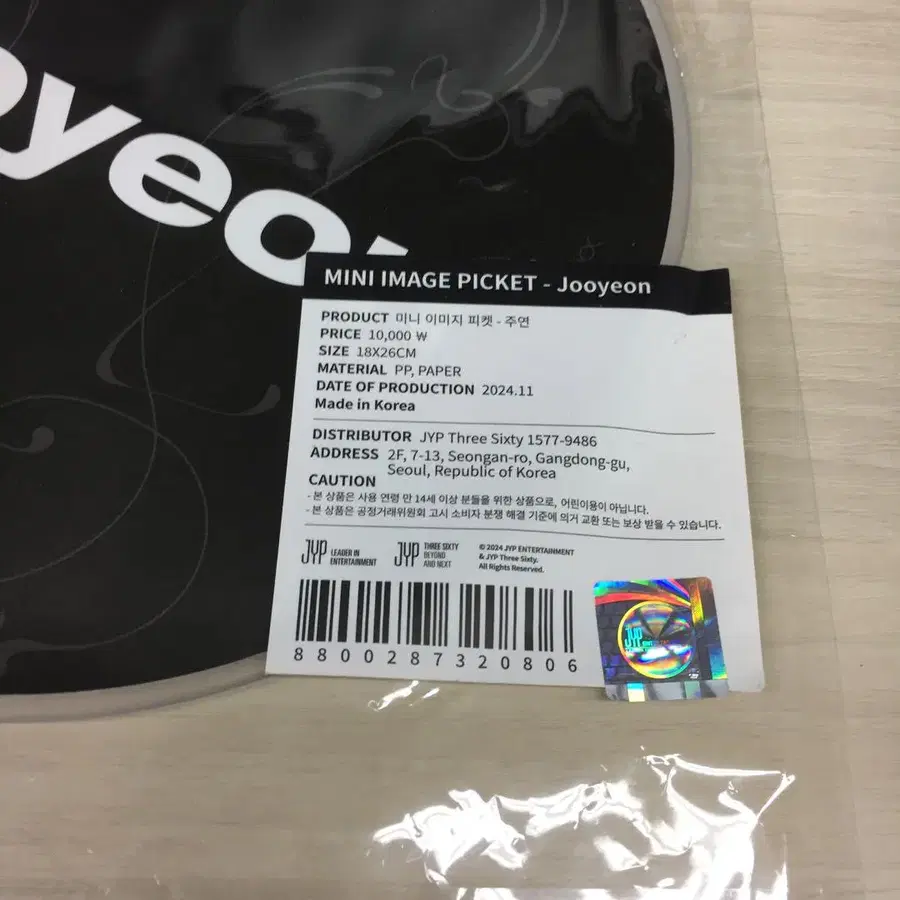 oyeon
MINI IMAGE PICKET - Jooyeon
PRODUCT 미니 이미지 피켓 - 주연
PRICE 10,000 ₩
SIZE 18X26CM
MATERIAL PP, PAPER
DATE OF PRODUCTION 2024.11
Made in Korea
DISTRIBUTOR JYP Three Sixty 1577-9486
ADDRESS 2F, 7-13, Seongan-ro, Gangdong-gu,
Seoul, Republic of Korea
CAUTION
- 본 상품은 사용 연령 만 14세 이상 분들을 위한 상품으로, 어린이용이 아닙니다.
- 본 상품은 공정거래위원회 고시 소비자 분쟁 해결 기준에 의거 교환 또는 보상 받을 수 있습니다.
JYP LEADER IN
ENTERTAINMENT
JYP THREE SIXTY
BEYOND
AND NEXT
© 2024 JYP ENTERTAINMENT
& JYP Three Sixty.
All Rights Reserved.
8800287320806
JYP